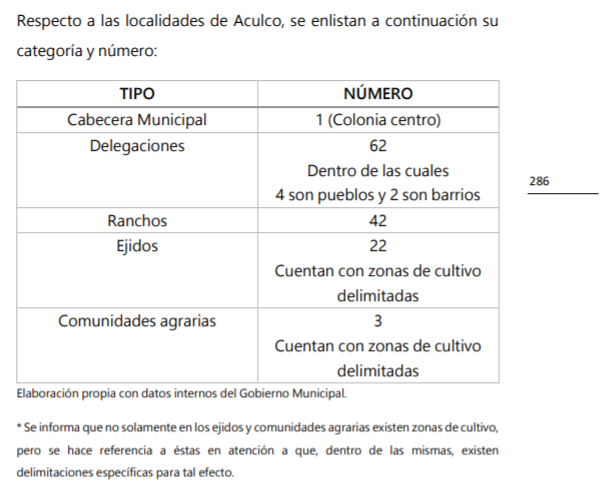 Respecto a las localidades de Aculco, se enlistan a continuación su
categoría y número:
TIPO NÚMERO
Cabecera Municipal 1 (Colonia centro)
Delegaciones 62
Dentro de las cuales
4 son pueblos y 2 son barrios
286
Ranchos 42
Ejidos 22
Cuentan con zonas de cultivo
delimitadas
Comunidades agrarias 3
Cuentan con zonas de cultivo
delimitadas
Elaboración propia con datos internos del Gobierno Municipal.
* Se informa que no solamente en los ejidos y comunidades agrarias existen zonas de cultivo,
pero se hace referencia a éstas en atención a que, dentro de las mismas, existen
delimitaciones específicas para tal efecto.